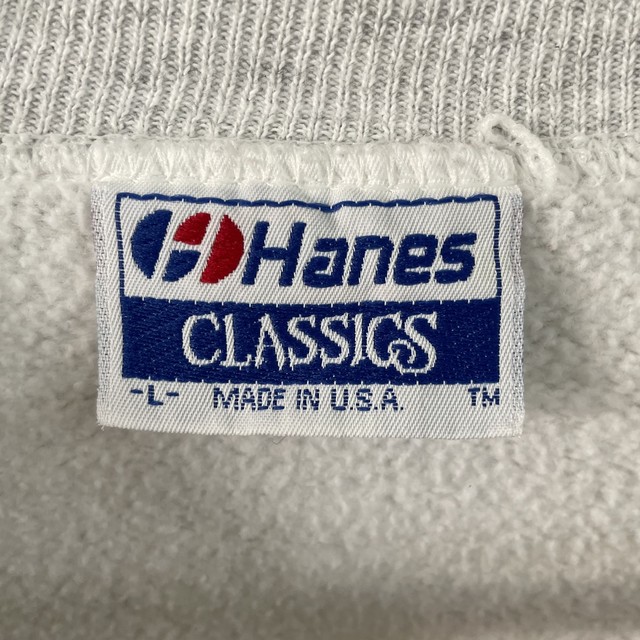 Hanes
CLASSICS
-L- MADE IN U.S.A. TM